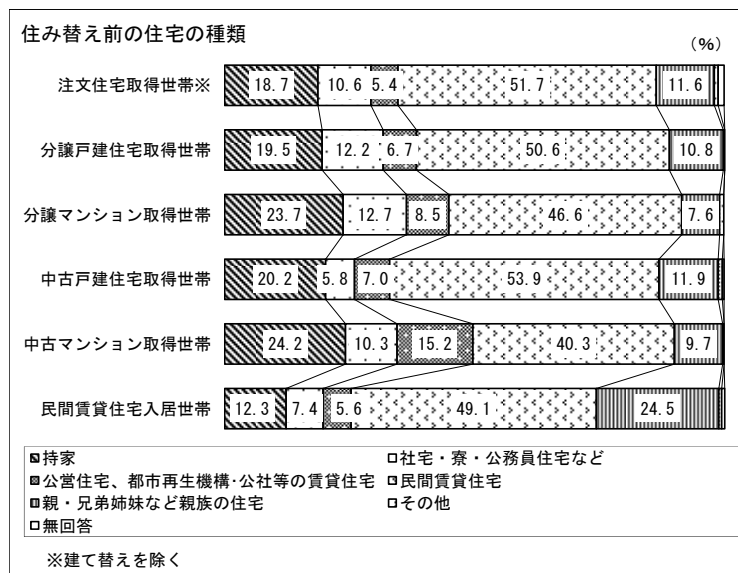 住み替え前の住宅の種類
（％）
注文住宅取得世帯※
18.7 10.6 5.4 51.7 11.6
分譲戸建住宅取得世帯
19.5 12.2 6.7 50.6 10.8
分譲マンション取得世帯
23.7 12.7 8.5 46.6 7.6
中古戸建住宅取得世帯
20.2 5.8 7.0 53.9 11.9
中古マンション取得世帯
24.2 10.3 15.2 40.3 9.7
民間賃貸住宅入居世帯
12.3 7.4 5.6 49.1 24.5
持家 社宅・寮・公務員住宅など
公営住宅、都市再生機構・公社等の賃貸住宅 民間賃貸住宅
親・兄弟姉妹など親族の住宅 その他
無回答
※建て替えを除く